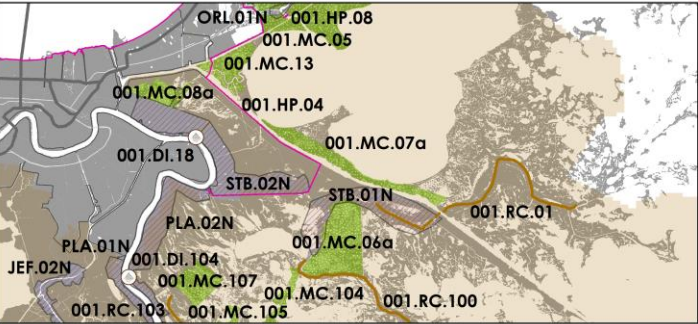 ORL.01N
001.HP.08
001.MC.05
001.MC.13
001.MC.08a
001.HP.04
001.MC.07a
001.DI.18
STB.02N
STB.01N
001.RC.01
PLA.02N
PLA.01N
001.MC.06a
001.DI.104
JEF.02N
001.MC.107
001.MC.104
001.RC.100
001.RC.103
001.MC.105